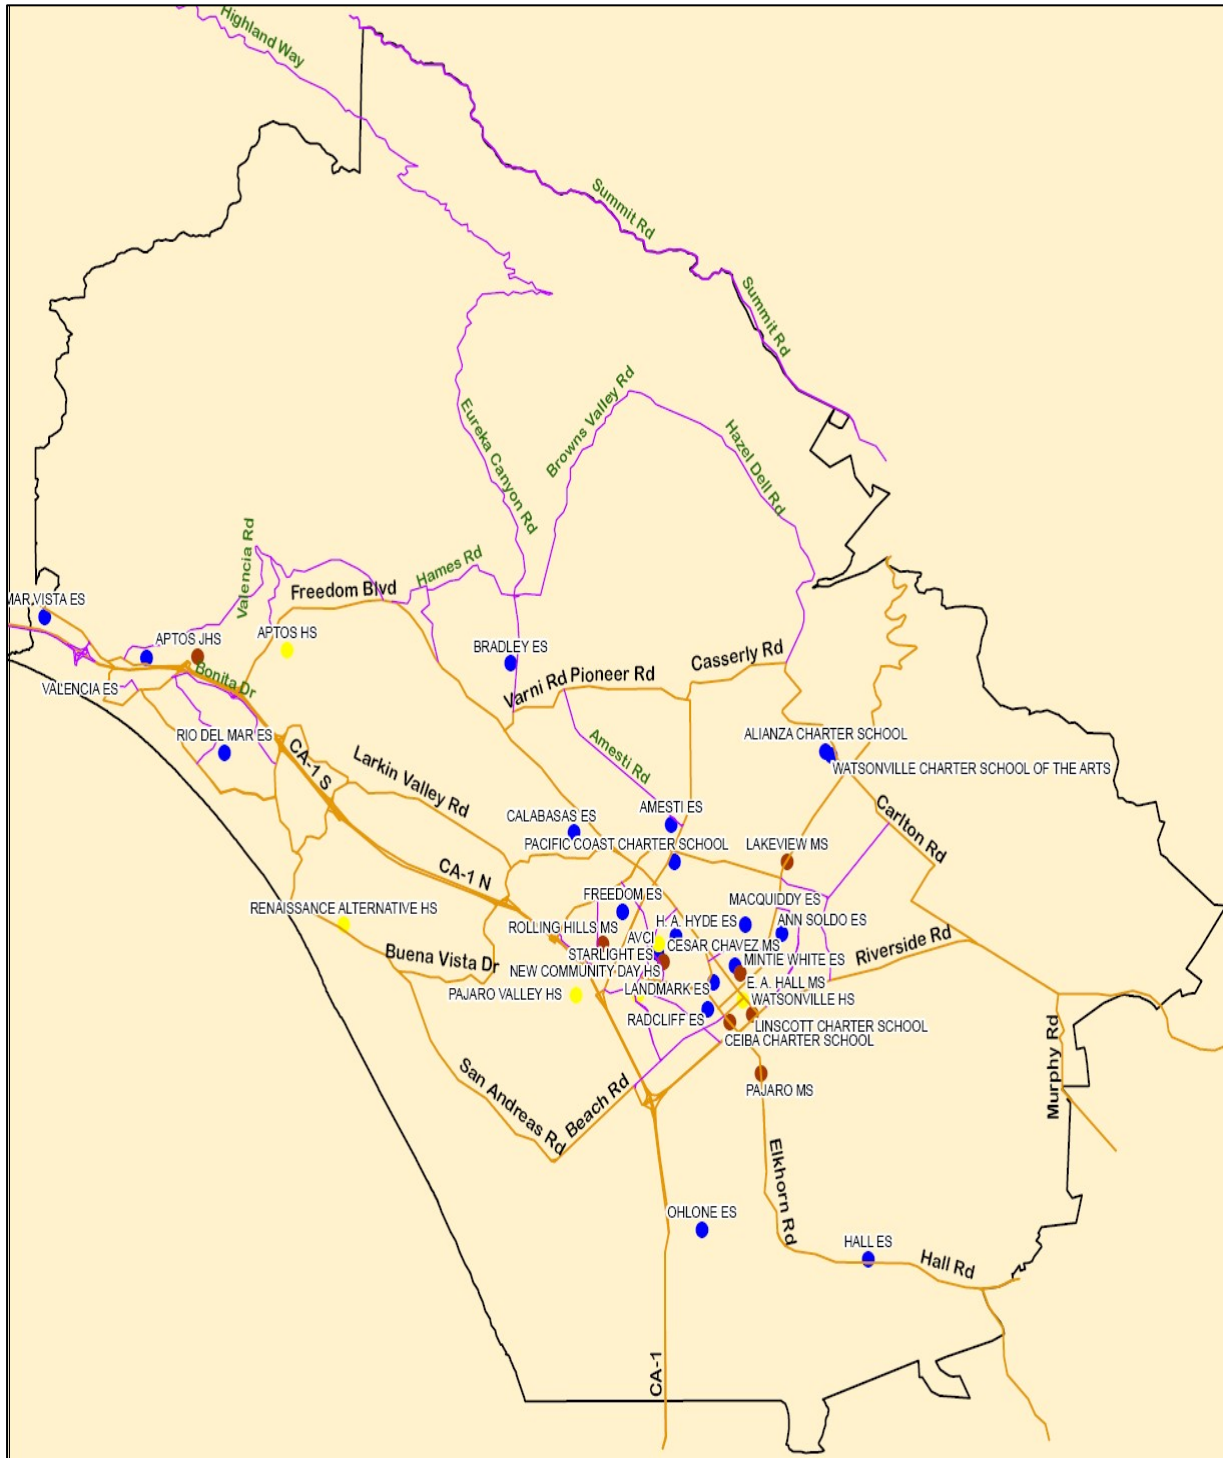 Highland Way
Summit Rd
Summit Rd
Browns Valley Rd
Eureka Canyon Rd
Hazel Dell Rd
Valencia Rd
Hames Rd
Freedom Blvd
MAR VISTA ES
APTOS JHS
APTOS HS
BRADLEY ES
Casserly Rd
Varni Rd
Pioneer Rd
VALENCIA ES
Bonita Dr
RIO DEL MAR ES
CA-1 S
Larkin Valley Rd
Amesti Rd
ALIANZA CHARTER SCHOOL
WATSONVILLE CHARTER SCHOOL OF THE ARTS
Carlton Rd
CALABASAS ES
AMESTI ES
PACIFIC COAST CHARTER SCHOOL
LAKEVIEW MS
CA-1 N
FREEDOM ES
MACQUIDDY ES
RENAISSANCE ALTERNATIVE HS
ROLLING HILLS MS
H. A. HYDE ES
ANN SOLDO ES
AVCI
CESAR CHAVEZ MS
Riverside Rd
Buena Vista Dr
STARLIGHT ES
MINTIE WHITE ES
NEW COMMUNITY DAY HS
E. A. HALL MS
PAJARO VALLEY HS
LANDMARK ES
WATSONVILLE HS
RADCLIFF ES
LINSCOTT CHARTER SCHOOL
CEIBA CHARTER SCHOOL
San Andreas Rd
Beach Rd
PAJARO MS
Murphy Rd
Elkhorn Rd
OHLONE ES
HALL ES
Hall Rd
CA-1